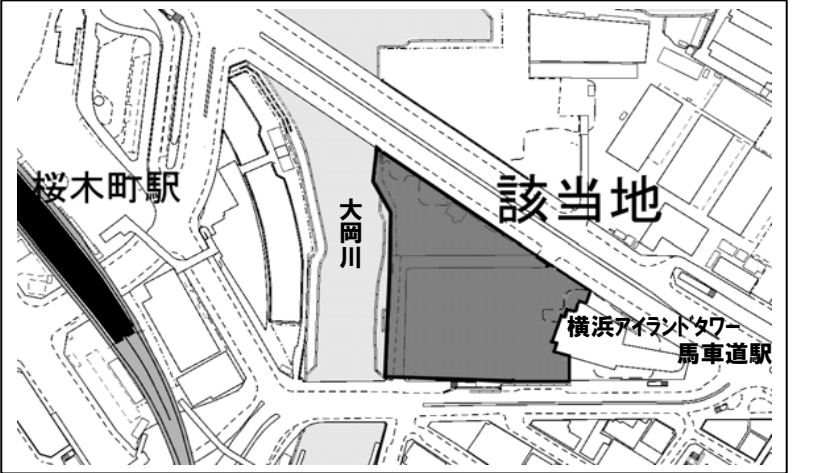 桜木町駅
大岡川
該当地
横浜アイランドタワー
馬車道駅